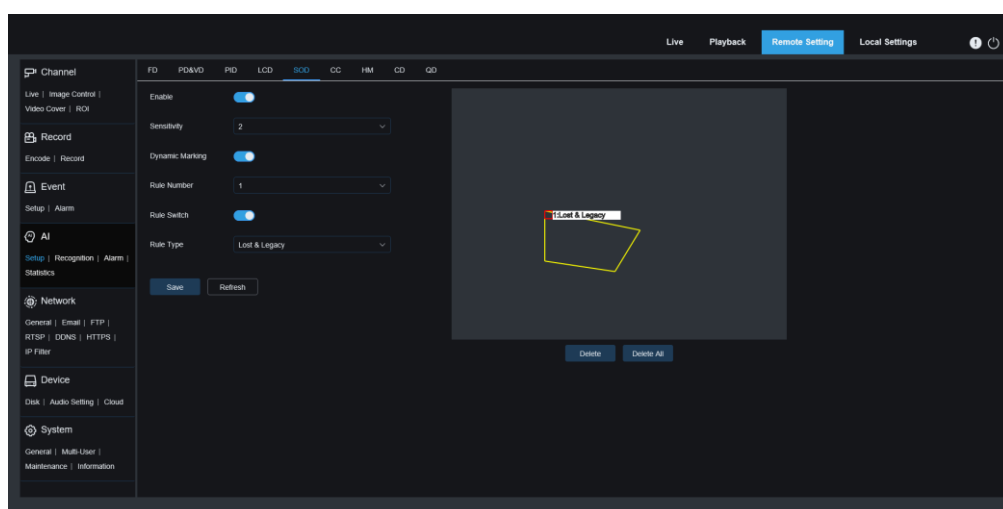 Live Playback Remote Setting Local Settings
Channel
Live | Image Control |
Video Cover | ROI
Record
Encode | Record
Event
Setup | Alarm
AI
Setup | Recognition | Alarm |
Statistics
Network
General | Email | FTP |
RTSP | DDNS | HTTPS |
IP Filter
Device
Disk | Audio Setting | Cloud
System
General | Multi-User |
Maintenance | Information
FD PD&VD PID LCD SOD CC HM CD QD
Enable
Sensitivity 2
Dynamic Marking
Rule Number 1
Rule Switch
Rule Type Lost & Legacy
Save Refresh
1:Lost & Legacy
Delete Delete All